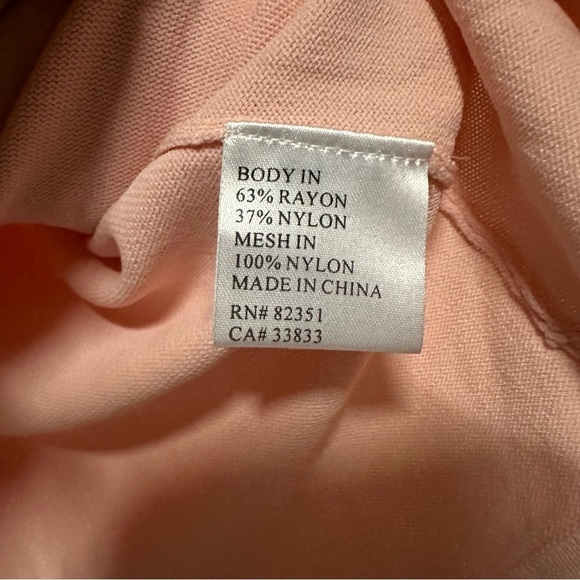 BODY IN
63% RAYON
37% NYLON
MESH IN
100% NYLON
MADE IN CHINA
RN# 82351
CA# 33833